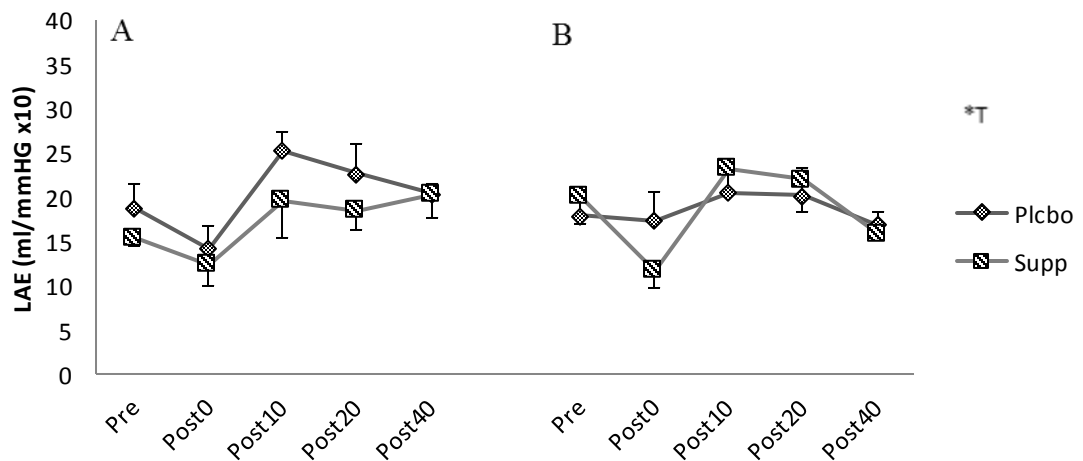 A
B
LAE (ml/mmHG x10)
40
35
30
25
20
15
10
5
0
Pre
Post0
Post10
Post20
Post40
Pre
Post0
Post10
Post20
Post40
*T
Plcbo
Supp